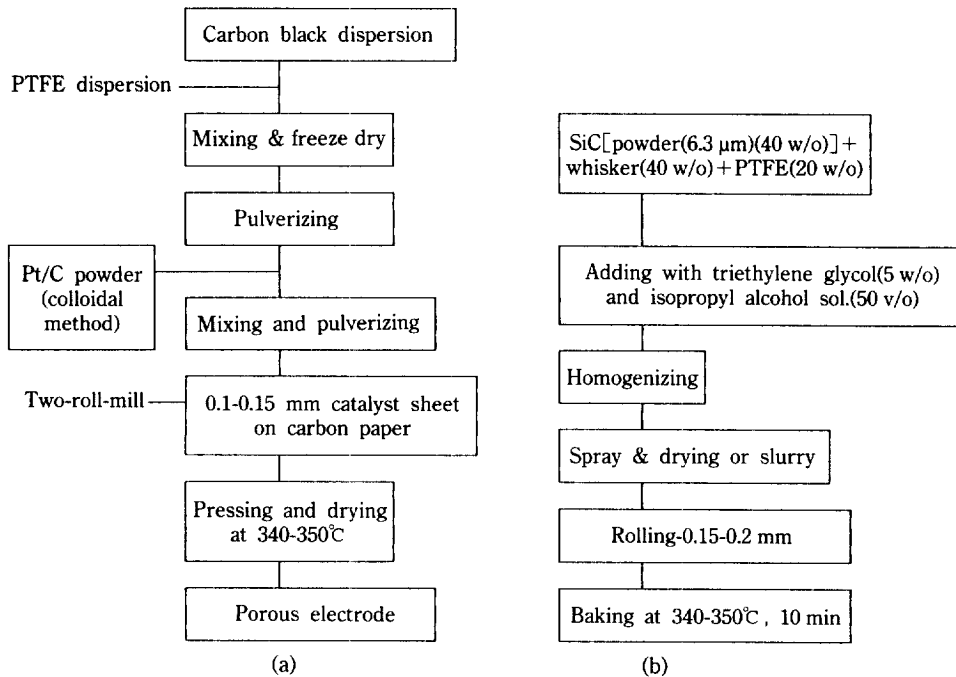 Carbon black dispersion
PTFE dispersion
Mixing & freeze dry
Pulverizing
Pt/C powder
(colloidal
method)
Mixing and pulverizing
Two-roll-mill
0.1-0.15 mm catalyst sheet
on carbon paper
Pressing and drying
at 340-350℃
Porous electrode
(a)
SiC[powder(6.3 μm)(40 w/o)]+
whisker(40 w/o)+PTFE(20 w/o)
Adding with triethylene glycol(5 w/o)
and isopropyl alcohol sol.(50 v/o)
Homogenizing
Spray & drying or slurry
Rolling-0.15-0.2 mm
Baking at 340-350℃, 10 min
(b)